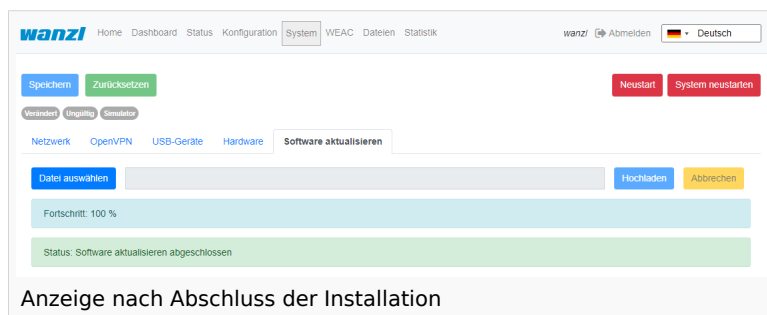 wanzl Home Dashboard Status Konfiguration System WEAC Dateien Statistik wanzl Abmelden Deutsch
Speichern Zurücksetzen Neustart System neustarten
Verändert Ungültig Simulator
Netzwerk OpenVPN USB-Geräte Hardware Software aktualisieren
Datei auswählen Hochladen Abbrechen
Fortschritt: 100 %
Status: Software aktualisieren abgeschlossen
Anzeige nach Abschluss der Installation